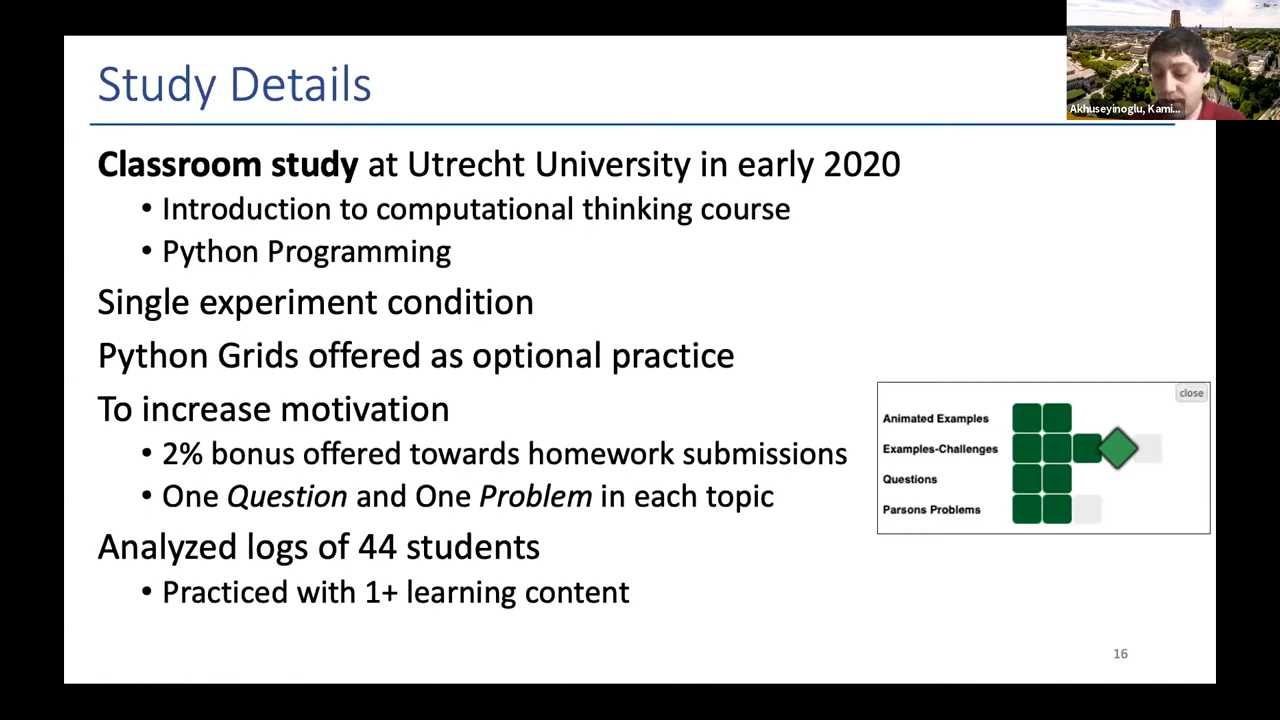 Study Details
Akhuseyinoglu, Kami...
Classroom study at Utrecht University in early 2020
• Introduction to computational thinking course
• Python Programming
Single experiment condition
Python Grids offered as optional practice
To increase motivation
• 2% bonus offered towards homework submissions
• One Question and One Problem in each topic
Analyzed logs of 44 students
• Practiced with 1+ learning content
close
Animated Examples
Examples-Challenges
Questions
Parsons Problems
16